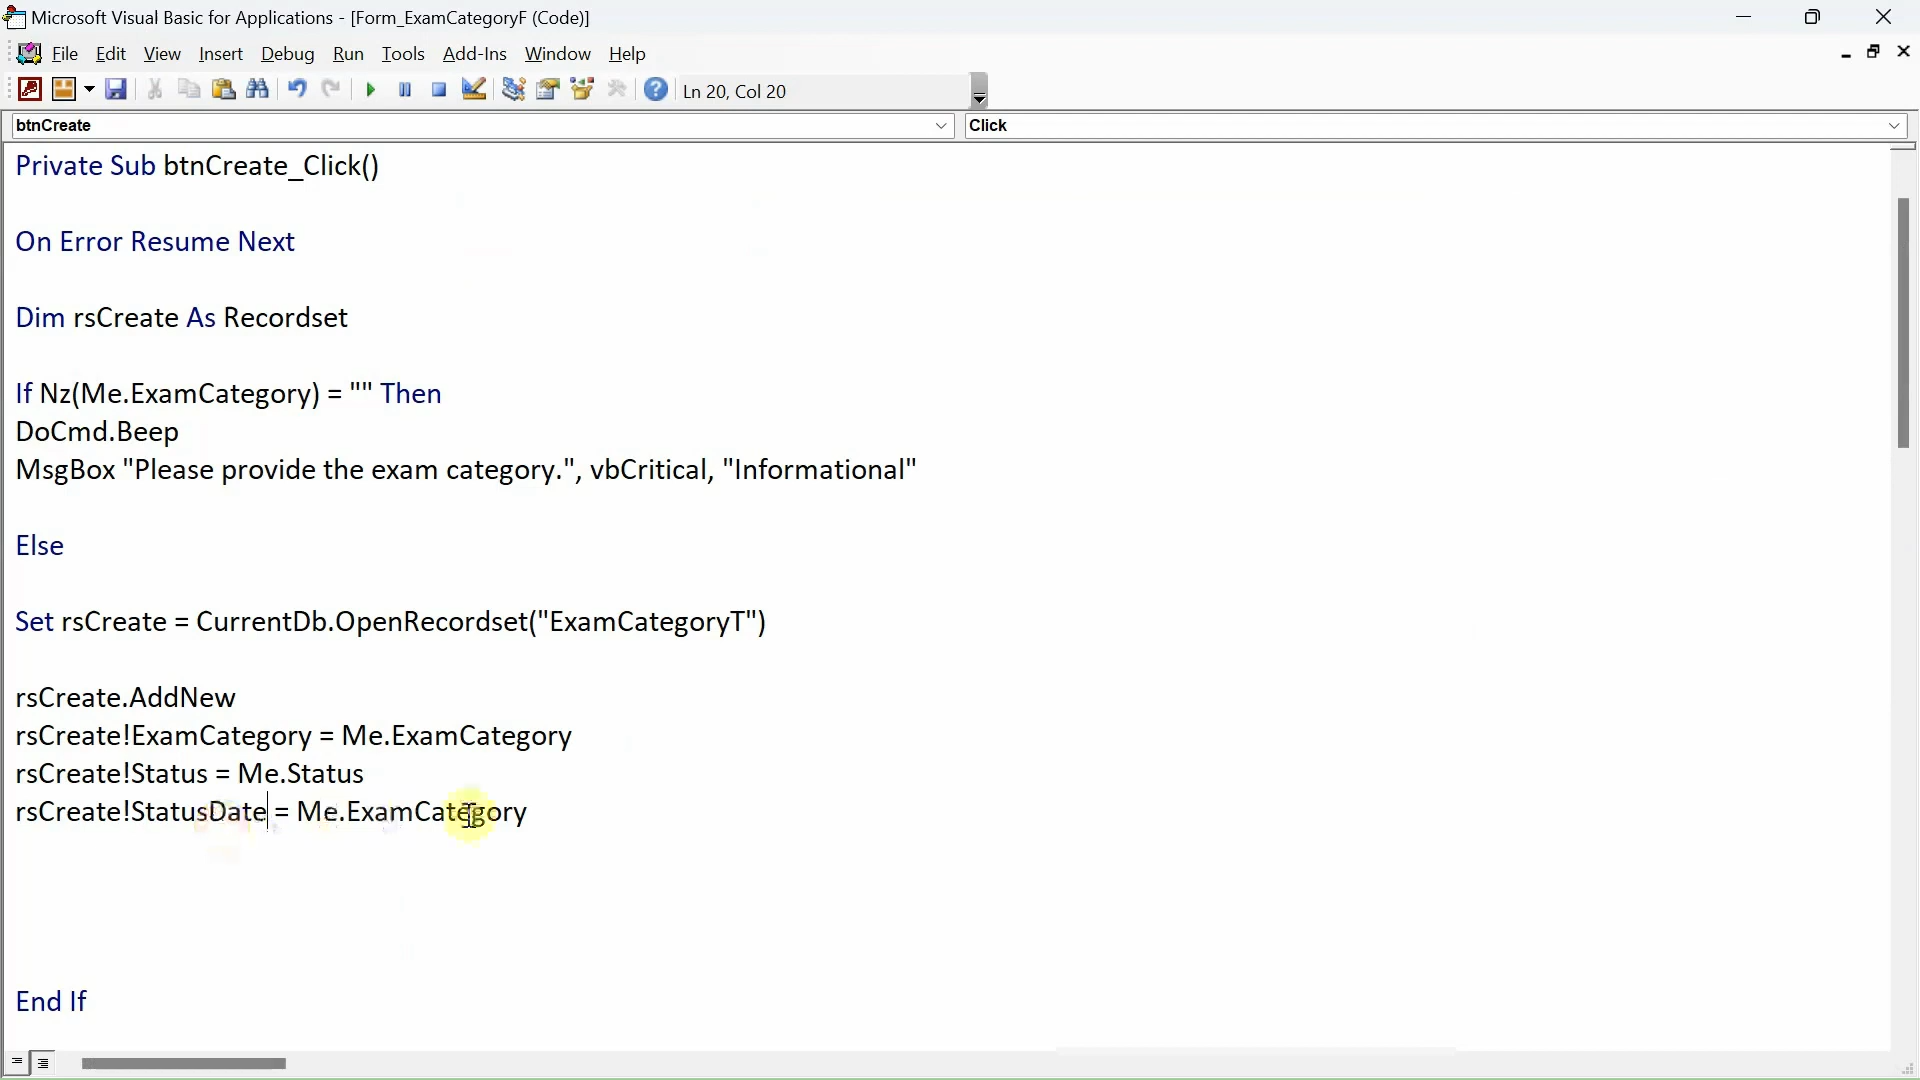 Microsoft Visual Basic for Applications - [Form_ExamCategoryF (Code)]
File Edit View Insert Debug Run Tools Add-Ins Window Help
Ln 20, Col 20
btnCreate Click
Private Sub btnCreate_Click()
On Error Resume Next
Dim rsCreate As Recordset
If Nz(Me.ExamCategory) = "" Then
DoCmd.Beep
MsgBox "Please provide the exam category.", vbCritical, "Informational"
Else
Set rsCreate = CurrentDb.OpenRecordset("ExamCategoryT")
rsCreate.AddNew
rsCreate!ExamCategory = Me.ExamCategory
rsCreate!Status = Me.Status
rsCreate!StatusDate = Me.ExamCategory
End If